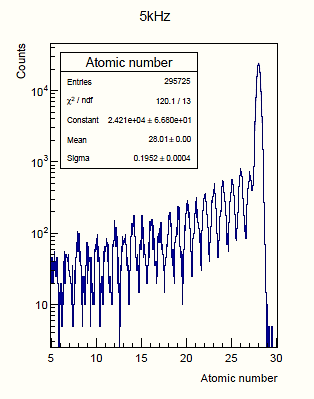 5kHz
Counts
Atomic number
Entries 295725
χ² / ndf 120.1 / 13
Constant 2.421e+04 ± 6.680e+01
Mean 28.01 ± 0.00
Sigma 0.1952 ± 0.0004
10⁴
10³
10²
10
5 10 15 20 25 30
Atomic number